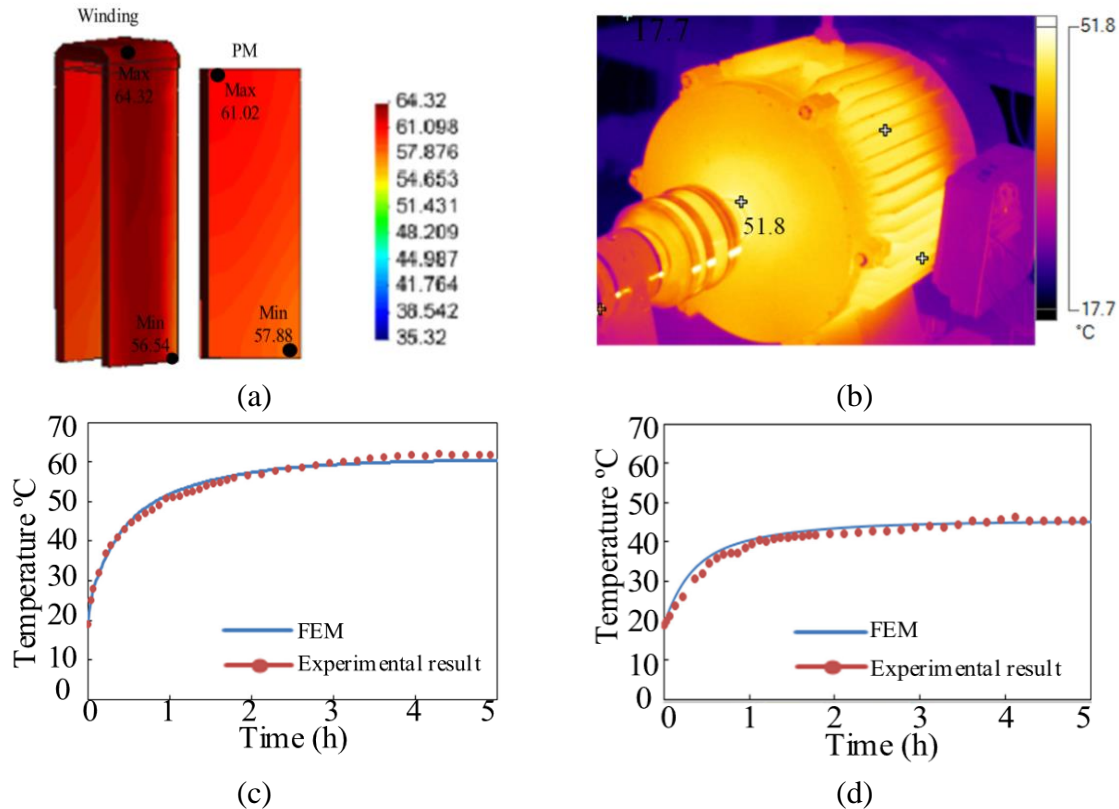 Winding
PM
Max
64.32
Max
61.02
Min
56.54
Min
57.88
64.32
61.098
57.876
54.653
51.431
48.209
44.987
41.764
38.542
35.32
(a)
17.7
51.8
51.8
17.7
°C
(b)
Temperature ºC
70
60
50
40
30
20
10
0
FEM
Experimental result
0 1 2 3 4 5
Time (h)
(c)
Temperature ºC
70
60
50
40
30
20
10
0
FEM
Experimental result
0 1 2 3 4 5
Time (h)
(d)